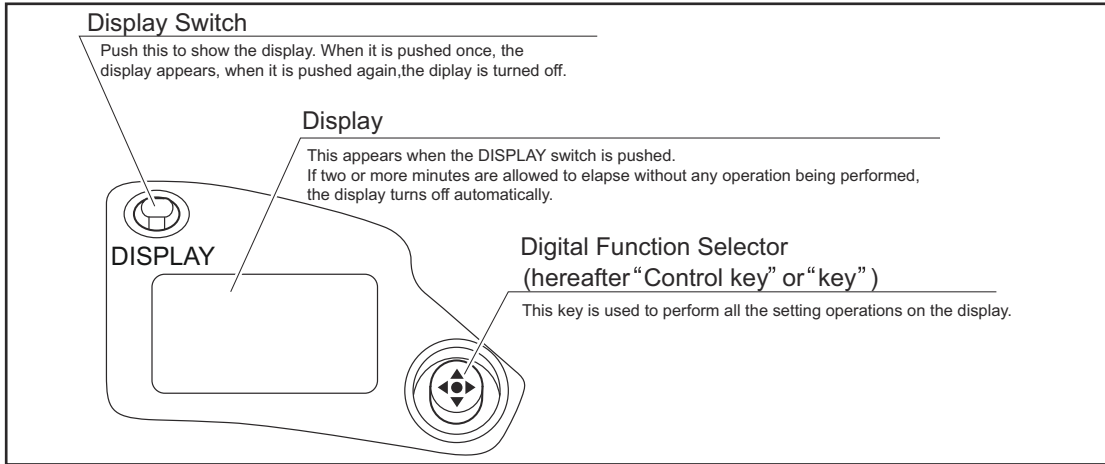 Display Switch
Push this to show the display. When it is pushed once, the
display appears, when it is pushed again,the diplay is turned off.
Display
This appears when the DISPLAY switch is pushed.
If two or more minutes are allowed to elapse without any operation being performed,
the display turns off automatically.
DISPLAY
Digital Function Selector
(hereafter “Control key” or “key” )
This key is used to perform all the setting operations on the display.